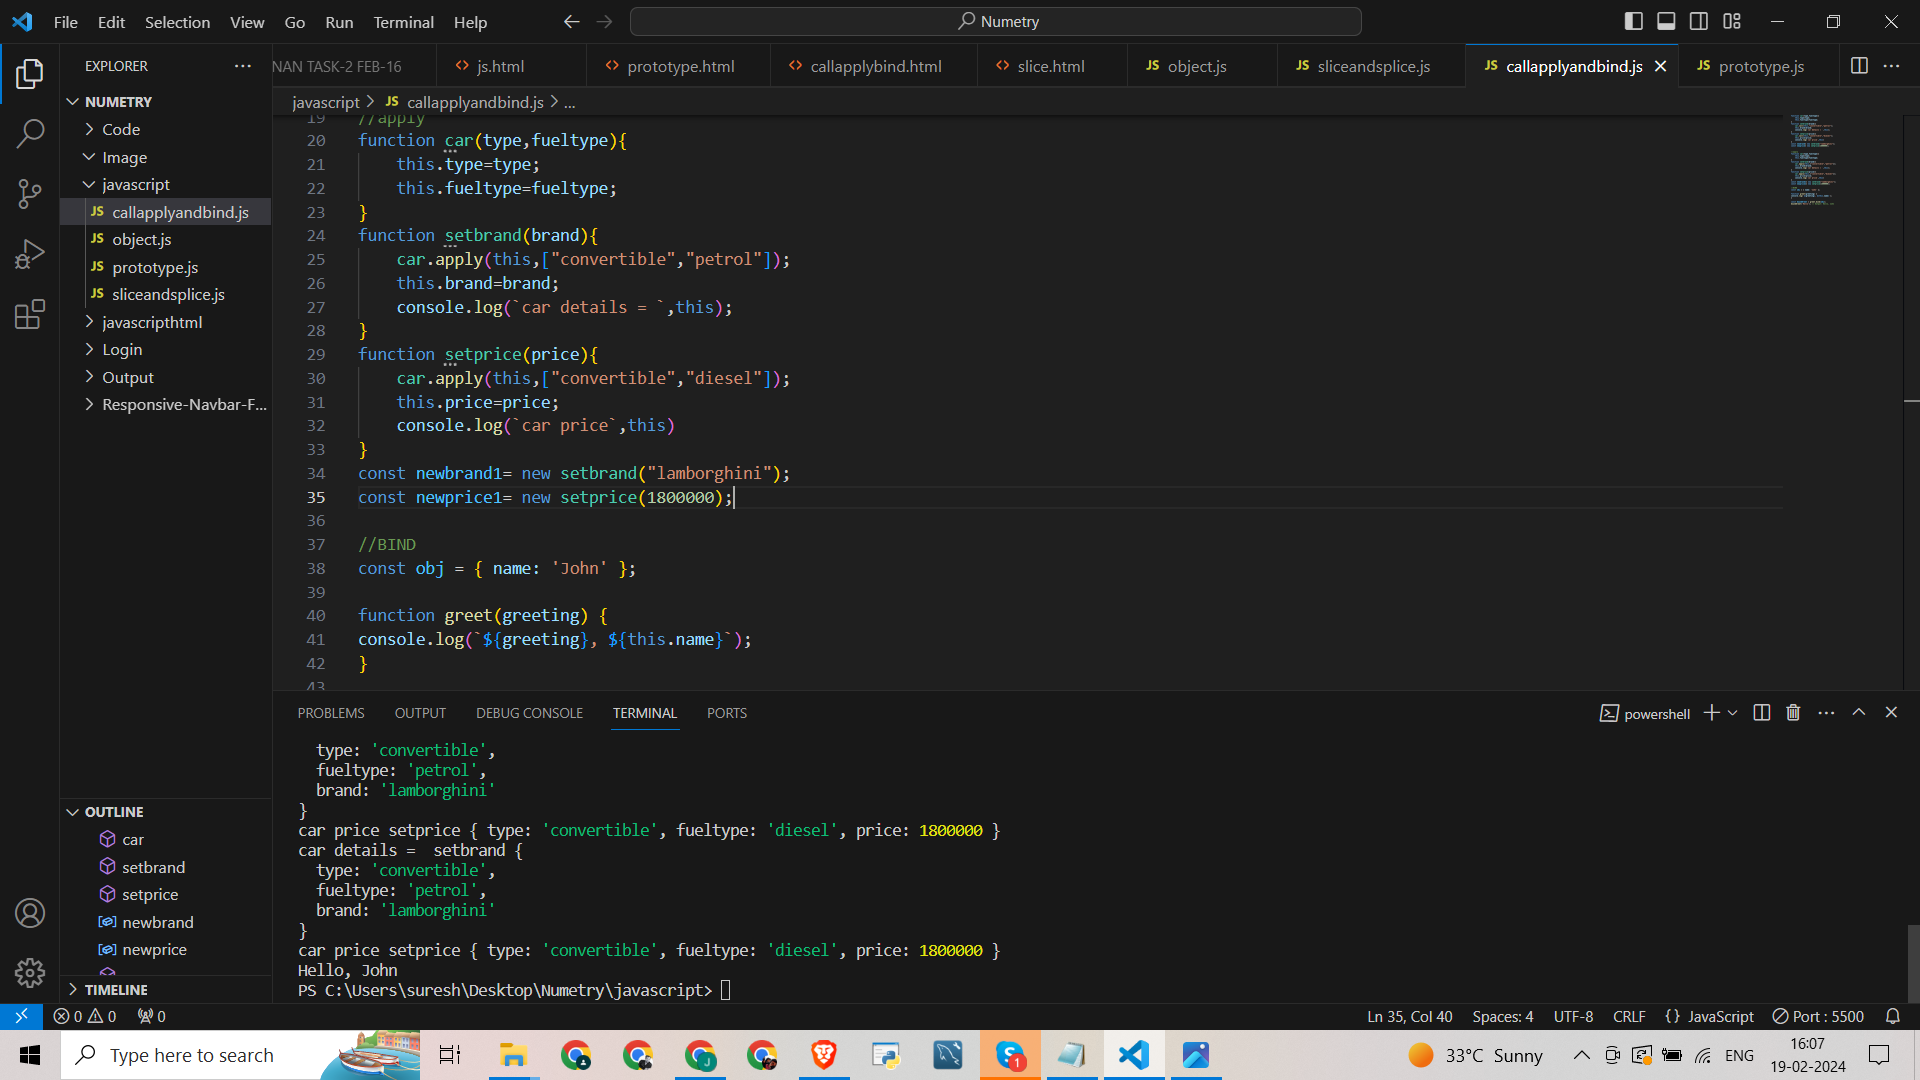 File Edit Selection View Go Run Terminal Help
Numetry
EXPLORER
NUMETRY
Code
Image
javascript
JS callapplyandbind.js
JS object.js
JS prototype.js
JS sliceandsplice.js
javascripthtml
Login
Output
Responsive-Navbar-F...
OUTLINE
car
setbrand
setprice
newbrand
newprice
TIMELINE
NAN TASK-2 FEB-16 <> js.html <> prototype.html <> callapplybind.html <> slice.html JS object.js JS sliceandsplice.js JS callapplyandbind.js JS prototype.js
javascript > JS callapplyandbind.js > ...
19 //apply
20 function car(type,fueltype){
21 this.type=type;
22 this.fueltype=fueltype;
23 }
24 function setbrand(brand){
25 car.apply(this,["convertible","petrol"]);
26 this.brand=brand;
27 console.log(`car details = `,this);
28 }
29 function setprice(price){
30 car.apply(this,["convertible","diesel"]);
31 this.price=price;
32 console.log(`car price`,this)
33 }
34 const newbrand1= new setbrand("lamborghini");
35 const newprice1= new setprice(1800000);
36
37 //BIND
38 const obj = { name: 'John' };
39
40 function greet(greeting) {
41 console.log(`${greeting}, ${this.name}`);
42 }
43
PROBLEMS OUTPUT DEBUG CONSOLE TERMINAL PORTS
powershell
type: 'convertible',
fueltype: 'petrol',
brand: 'lamborghini'
}
car price setprice { type: 'convertible', fueltype: 'diesel', price: 1800000 }
car details =  setbrand {
type: 'convertible',
fueltype: 'petrol',
brand: 'lamborghini'
}
car price setprice { type: 'convertible', fueltype: 'diesel', price: 1800000 }
Hello, John
PS C:\Users\suresh\Desktop\Numetry\javascript>
0 0 0
Ln 35, Col 40 Spaces: 4 UTF-8 CRLF {} JavaScript Port : 5500
Type here to search
J
1
33°C Sunny
ENG
16:07
19-02-2024